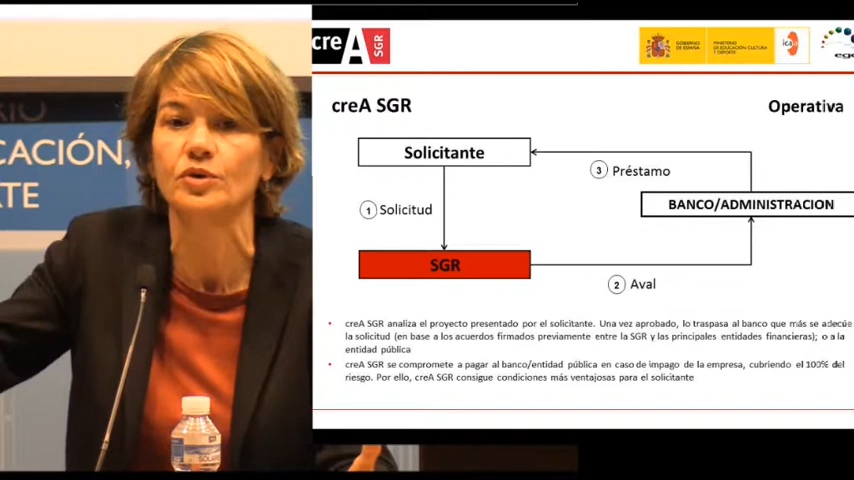 creA
SGR
GOBIERNO
DE ESPAÑA
MINISTERIO
DE EDUCACIÓN, CULTURA
Y DEPORTE
ica
ege
creA SGR
Operativa
Solicitante
3 Préstamo
BANCO/ADMINISTRACION
1 Solicitud
SGR
2 Aval
• creA SGR analiza el proyecto presentado por el solicitante. Una vez aprobado, lo traspasa al banco que más se adecúe
la solicitud (en base a los acuerdos firmados previamente entre la SGR y las principales entidades financieras); o a la
entidad pública
• creA SGR se compromete a pagar al banco/entidad pública en caso de impago de la empresa, cubriendo el 100% del
riesgo. Por ello, creA SGR consigue condiciones más ventajosas para el solicitante
RIO
CACIÓN,
RTE
SOLARES